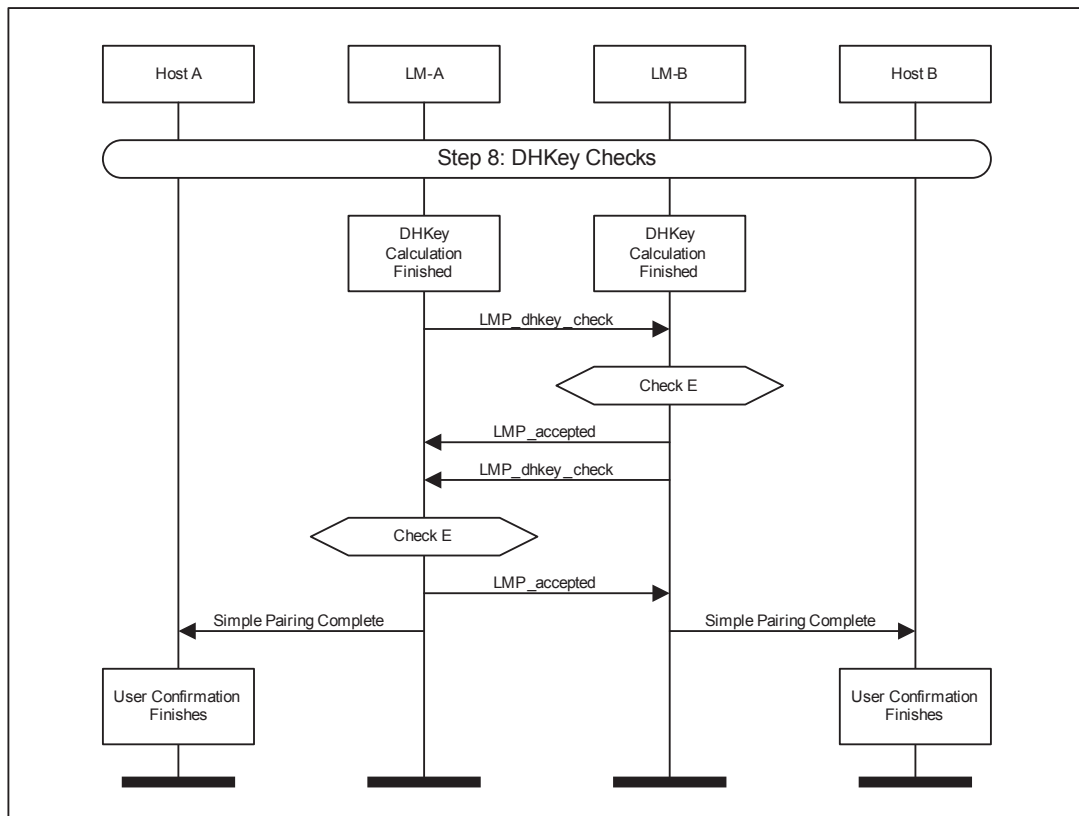 Host A
LM-A
LM-B
Host B
Step 8: DHKey Checks
DHKey
Calculation
Finished
DHKey
Calculation
Finished
LMP_dhkey_check
Check E
LMP_accepted
LMP_dhkey_check
Check E
LMP_accepted
Simple Pairing Complete
Simple Pairing Complete
User Confirmation
Finishes
User Confirmation
Finishes